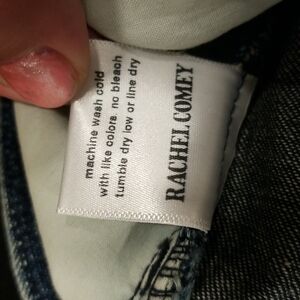 machine wash cold
with like colors. no bleach
tumble dry low or line dry
RACHEL COMEY